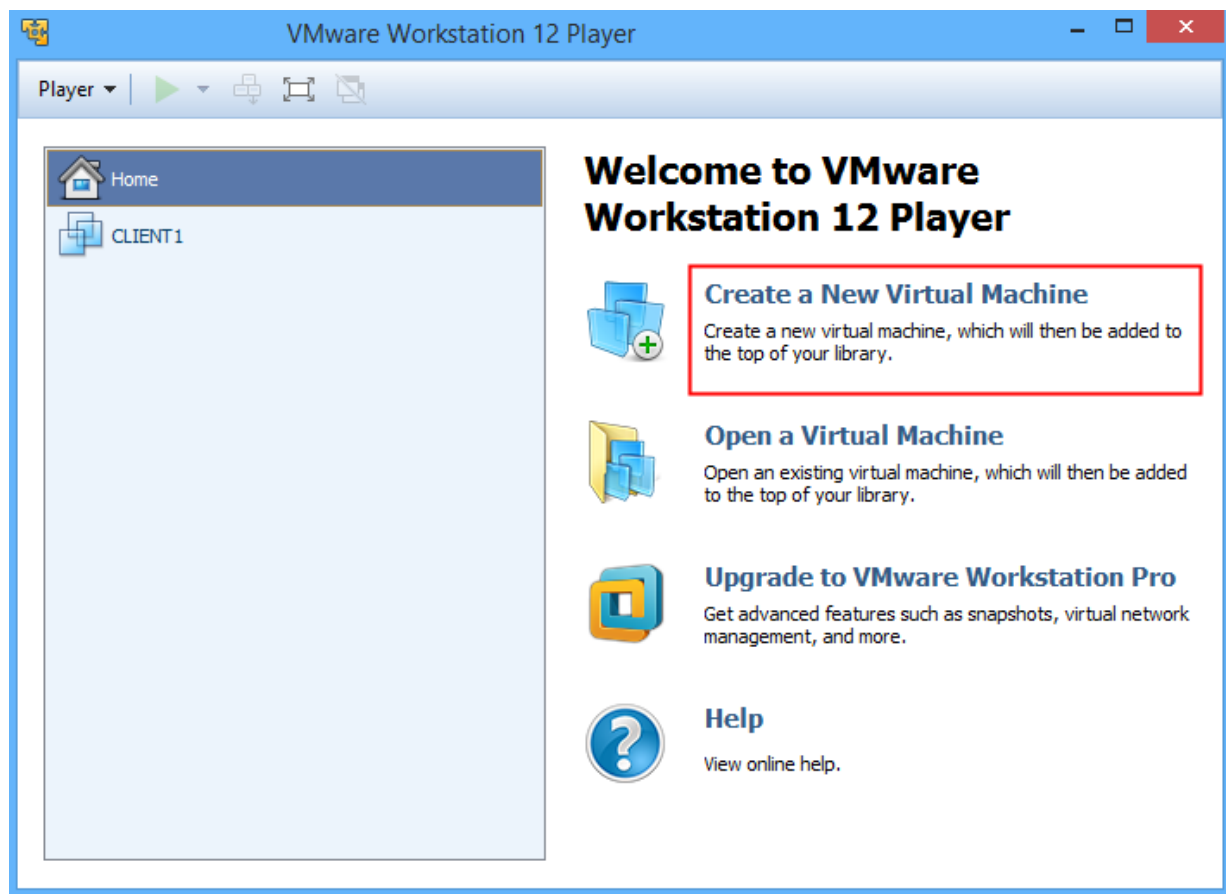 VMware Workstation 12 Player
Player
Home
CLIENT1
Welcome to VMware
Workstation 12 Player
Create a New Virtual Machine
Create a new virtual machine, which will then be added to
the top of your library.
Open a Virtual Machine
Open an existing virtual machine, which will then be added
to the top of your library.
Upgrade to VMware Workstation Pro
Get advanced features such as snapshots, virtual network
management, and more.
Help
View online help.